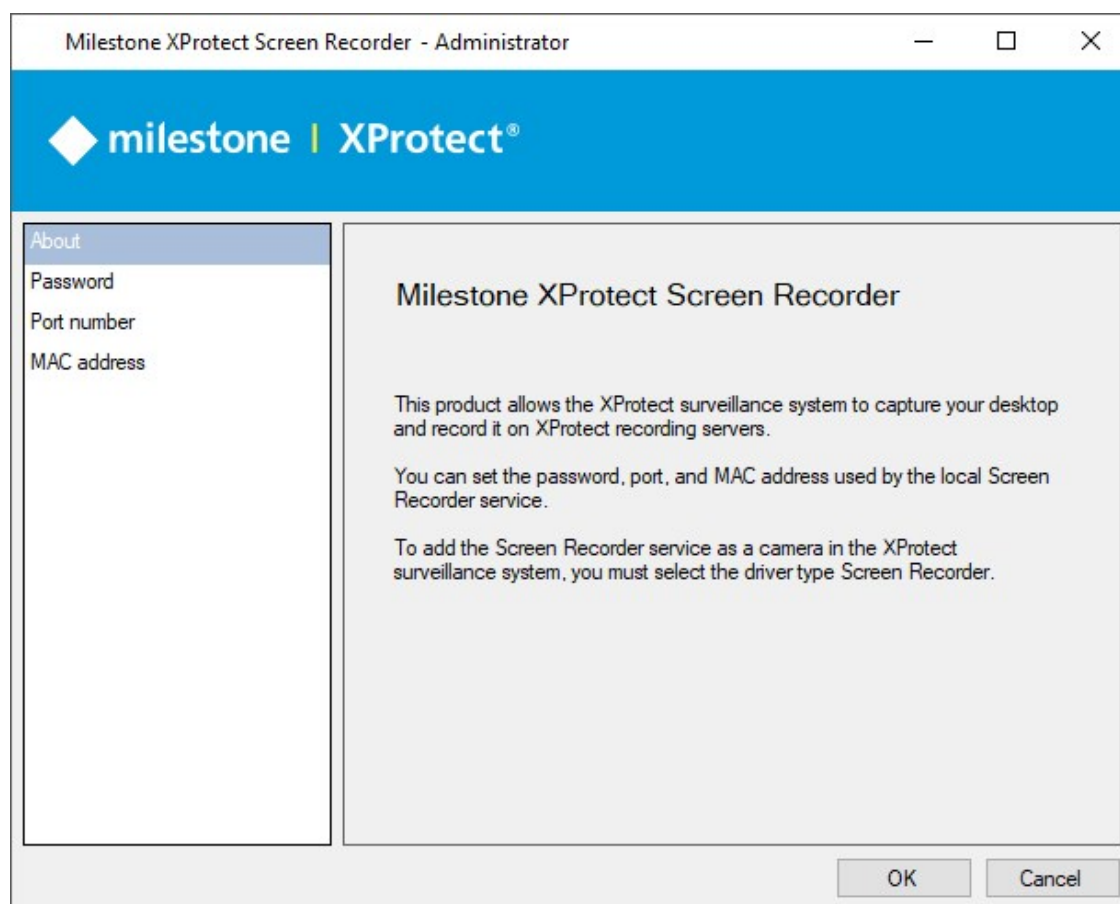 Milestone XProtect Screen Recorder - Administrator
milestone | XProtect®
About
Password
Port number
MAC address
Milestone XProtect Screen Recorder
This product allows the XProtect surveillance system to capture your desktop
and record it on XProtect recording servers.
You can set the password, port, and MAC address used by the local Screen
Recorder service.
To add the Screen Recorder service as a camera in the XProtect
surveillance system, you must select the driver type Screen Recorder.
OK
Cancel